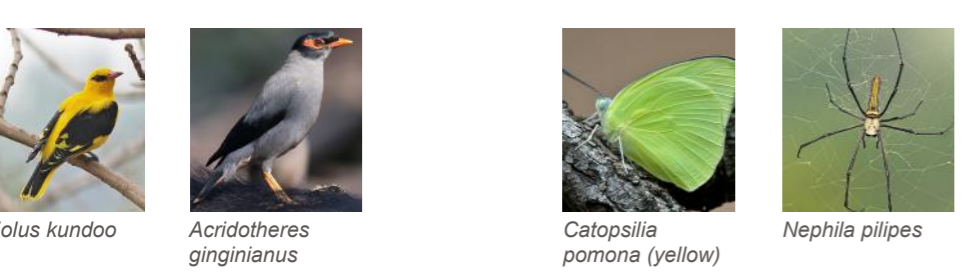 olus kundoo
Acridotheres
ginginianus
Catopsilia
pomona (yellow)
Nephila pilipes